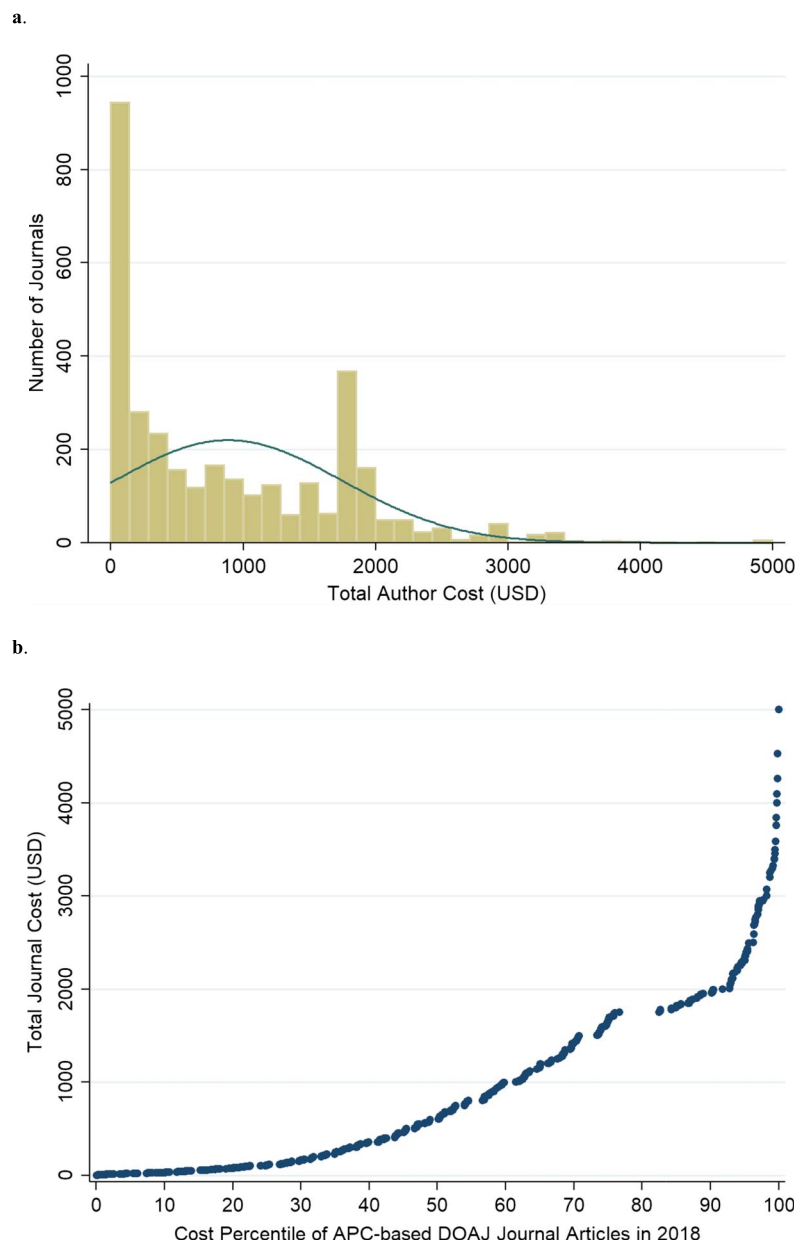 a.
1000
800
600
400
200
0
Number of Journals
0 1000 2000 3000 4000 5000
Total Author Cost (USD)
b.
5000
4000
3000
2000
1000
0
Total Journal Cost (USD)
0 10 20 30 40 50 60 70 80 90 100
Cost Percentile of APC-based DOAJ Journal Articles in 2018